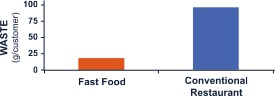 WASTE
(g/customer)
100
75
50
25
0
Fast Food
Conventional
Restaurant